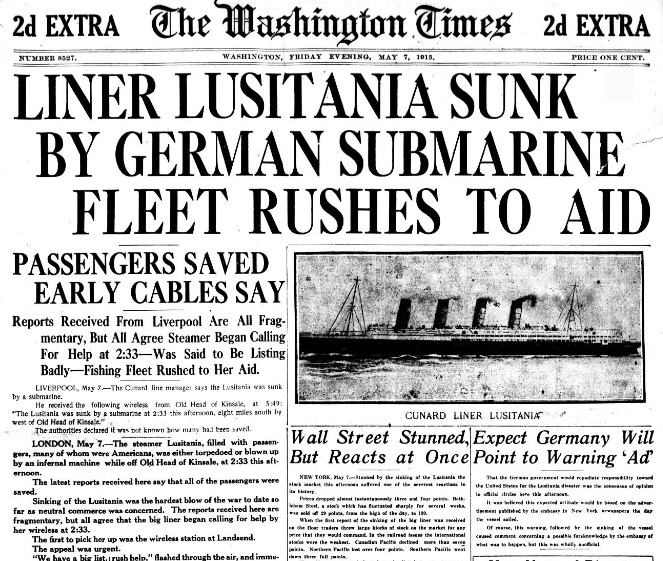 2d EXTRA The Washington Times 2d EXTRA
NUMBER 8527. WASHINGTON, FRIDAY EVENING, MAY 7, 1915. PRICE ONE CENT.
LINER LUSITANIA SUNK
BY GERMAN SUBMARINE
FLEET RUSHES TO AID
PASSENGERS SAVED
EARLY CABLES SAY
Reports Received From Liverpool Are All Frag-
mentary, But All Agree Steamer Began Calling
For Help at 2:33—Was Said to Be Listing
Badly—Fishing Fleet Rushed to Her Aid.
LIVERPOOL, May 7.—The Cunard line manager says the Lusitania was sunk
by a submarine.
He received the following wireless from Old Head of Kinsale, at 5:49:
"The Lusitania was sunk by a submarine at 2:33 this afternoon, eight miles south by
west of Old Head of Kinsale."
The authorities declared it was not known how many had been saved.
LONDON, May 7.—The steamer Lusitania, filled with passen-
gers, many of whom were Americans, was either torpedoed or blown up
by an infernal machine while off Old Head of Kinsale, at 2:33 this aft-
ernoon.
The latest reports received here say that all of the passengers were
saved.
Sinking of the Lusitania was the hardest blow of the war to date so
far as neutral commerce was concerned. The reports received here are
fragmentary, but all agree that the big liner began calling for help by
her wireless at 2:33.
The first to pick her up was the wireless station at Landsend.
The appeal was urgent.
"We have a big list, rush help," flashed through the air, and immu-
CUNARD LINER LUSITANIA
Wall Street Stunned,
But Reacts at Once
NEW YORK, May 7.—Stunned by the sinking of the Lusitania the
stock market this afternoon suffered one of the severest reactions in
its history.
Prices dropped almost instantaneously three and four points. Beth-
lehem Steel, a stock which has fluctuated sharply for several weeks,
was sold off 29 points, from the high of the day, to 130.
When the first report of the sinking of the big liner was received
on the floor traders threw large blocks of stock on the market for any
price that they would command. In the railroad issues the international
stocks were the weakest. Canadian Pacific declined more than seven
points. Northern Pacific lost over four points. Southern Pacific went
down three full points.
Expect Germany Will
Point to Warning 'Ad'
That the German government would repudiate responsibility toward
the United States for the Lusitania disaster was the consensus of opinion
in official circles here this afternoon.
It was believed this expected attitude would be based on the adver-
tisement published by the embassy in New York newspapers the day
the vessel sailed.
Of course, this warning, followed by the sinking of the vessel
caused comment concerning a possible foreknowledge by the embassy of
what was to happen, but this was wholly unofficial.